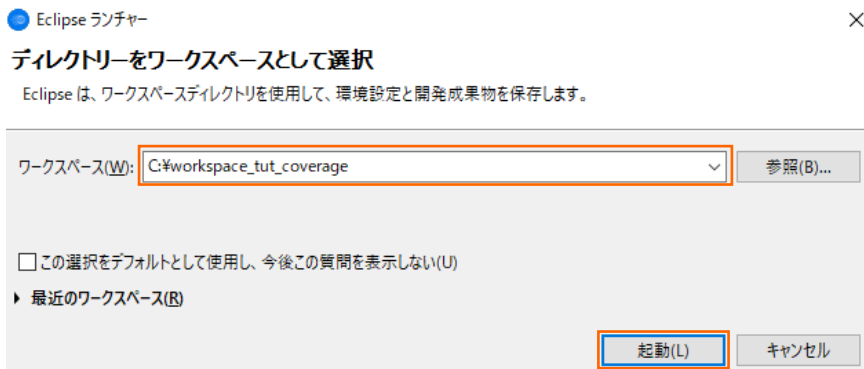 Eclipse ランチャー
ディレクトリーをワークスペースとして選択
Eclipse は、ワークスペースディレクトリを使用して、環境設定と開発成果物を保存します。
ワークスペース(W): C:¥workspace_tut_coverage 参照(B)...
この選択をデフォルトとして使用し、今後この質問を表示しない(U)
最近のワークスペース(R)
起動(L) キャンセル